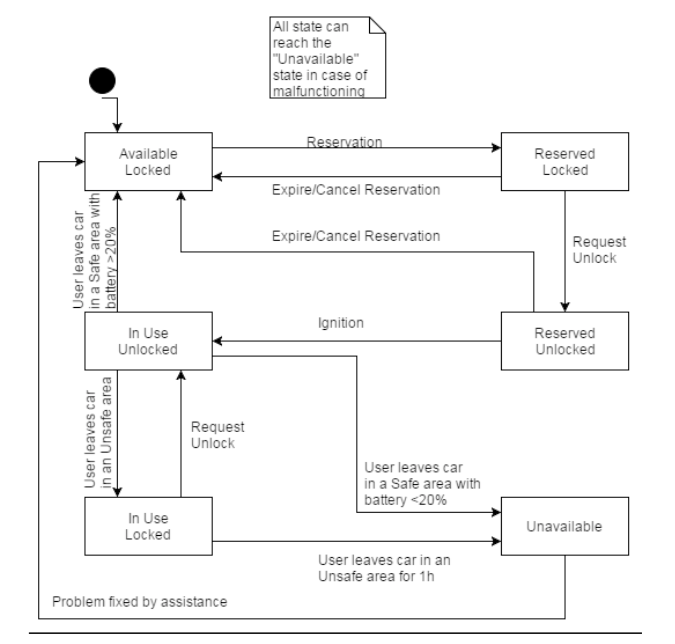 All state can
reach the
"Unavailable"
state in case of
malfunctioning
Available
Locked
Reservation
Reserved
Locked
Expire/Cancel Reservation
Expire/Cancel Reservation
User leaves car
in a Safe area with
battery >20%
Request
Unlock
In Use
Unlocked
Ignition
Reserved
Unlocked
User leaves car
in an Unsafe area
Request
Unlock
User leaves car
in a Safe area with
battery <20%
In Use
Locked
Unavailable
User leaves car in an
Unsafe area for 1h
Problem fixed by assistance